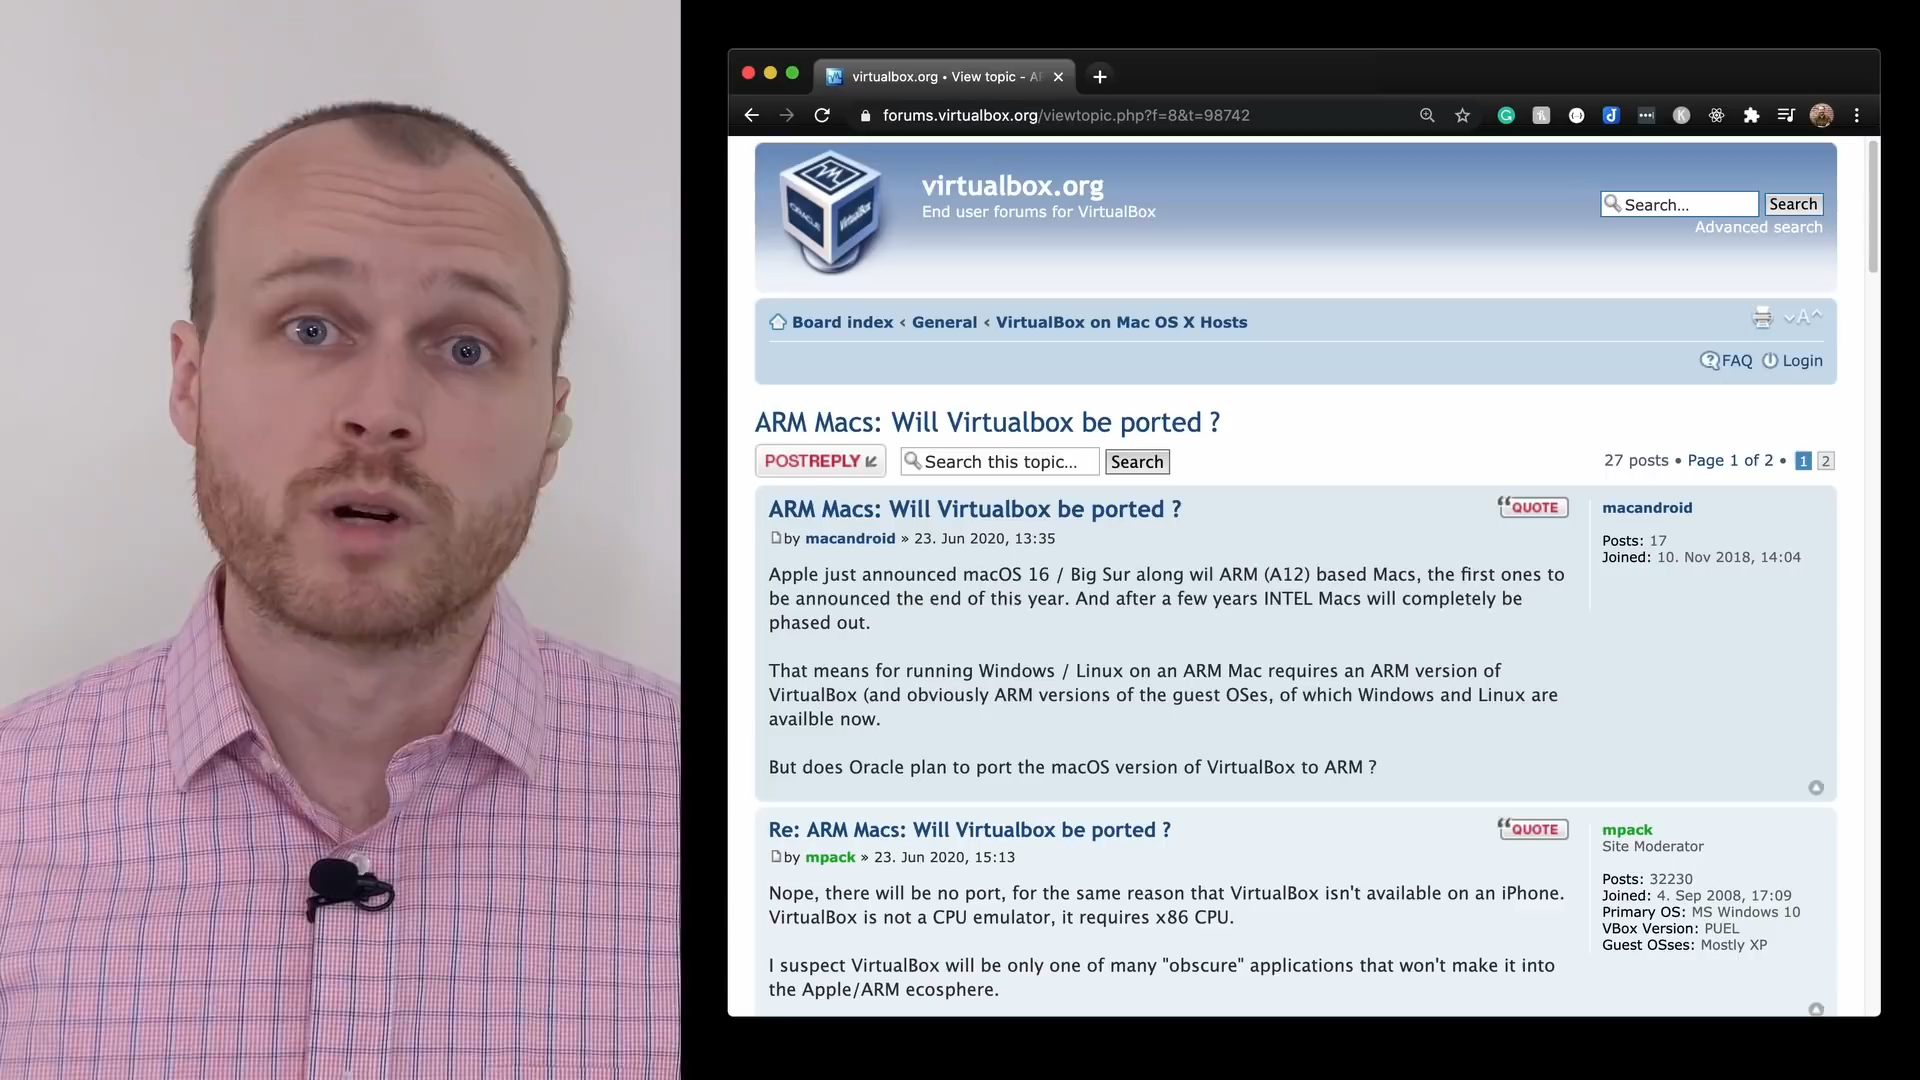 virtualbox.org • View topic - AR
forums.virtualbox.org/viewtopic.php?f=8&t=98742
virtualbox.org
End user forums for VirtualBox
Search...
Search
Advanced search
Board index ‹ General ‹ VirtualBox on Mac OS X Hosts
FAQ
Login
ARM Macs: Will Virtualbox be ported ?
POSTREPLY
Search this topic...
Search
27 posts • Page 1 of 2 • 1 2
ARM Macs: Will Virtualbox be ported ?
QUOTE
by macandroid » 23. Jun 2020, 13:35
Apple just announced macOS 16 / Big Sur along wil ARM (A12) based Macs, the first ones to
be announced the end of this year. And after a few years INTEL Macs will completely be
phased out.
That means for running Windows / Linux on an ARM Mac requires an ARM version of
VirtualBox (and obviously ARM versions of the guest OSes, of which Windows and Linux are
availble now.
But does Oracle plan to port the macOS version of VirtualBox to ARM ?
macandroid
Posts: 17
Joined: 10. Nov 2018, 14:04
Re: ARM Macs: Will Virtualbox be ported ?
QUOTE
by mpack » 23. Jun 2020, 15:13
Nope, there will be no port, for the same reason that VirtualBox isn't available on an iPhone.
VirtualBox is not a CPU emulator, it requires x86 CPU.
I suspect VirtualBox will be only one of many "obscure" applications that won't make it into
the Apple/ARM ecosphere.
mpack
Site Moderator
Posts: 32230
Joined: 4. Sep 2008, 17:09
Primary OS: MS Windows 10
VBox Version: PUEL
Guest OSses: Mostly XP